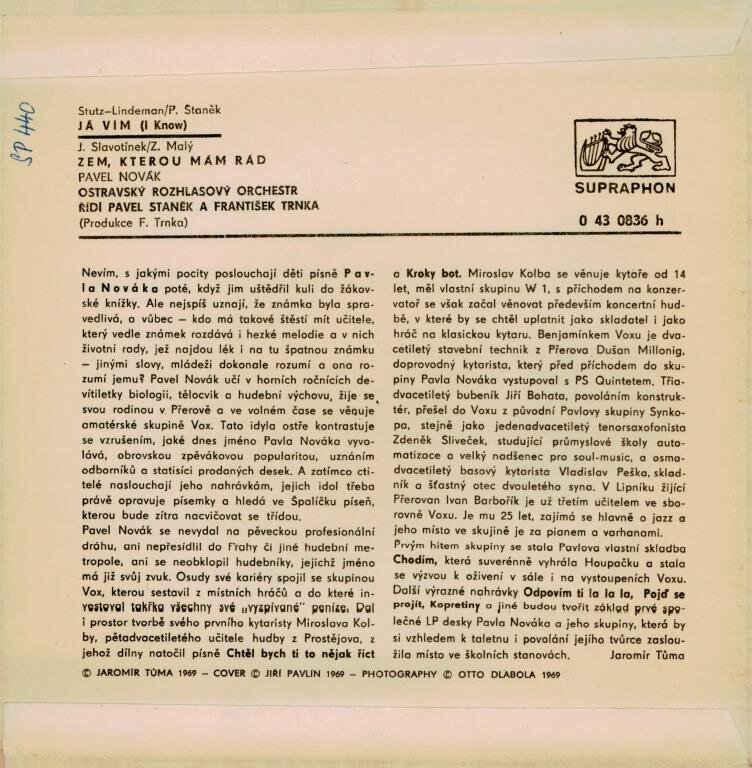 SP 440
Stutz–Lindeman/P. Staněk
JÁ VÍM (I Know)
J. Slavotínek/Z. Malý
ZEM, KTEROU MÁM RÁD
PAVEL NOVÁK
OSTRAVSKÝ ROZHLASOVÝ ORCHESTR
ŘÍDÍ PAVEL STANĚK A FRANTIŠEK TRNKA
(Produkce F. Trnka)
SUPRAPHON
0 43 0836 h
Nevím, s jakými pocity poslouchají děti písně Pav-
la Nováka poté, když jim uštědřil kuli do žákov-
ské knížky. Ale nejspíš uznají, že známka byla spra-
vedlivá, a vůbec – kdo má takové štěstí mít učitele,
který vedle známek rozdává i hezké melodie a v nich
životní rady, jež najdou lék i na tu špatnou známku
– jinými slovy, mládeži dokonale rozumí a ona ro-
zumí jemu? Pavel Novák učí v horních ročnících de-
vítiletky biologii, tělocvik a hudební výchovu, žije se
svou rodinou v Přerově a ve volném čase se věnuje
amatérské skupině Vox. Tato idyla ostře kontrastuje
se vzrušením, jaké dnes jméno Pavla Nováka vyvo-
lává, obrovskou zpěvákovou popularitou, uznáním
odborníků a statisíci prodaných desek. A zatímco cti-
telé naslouchají jeho nahrávkám, jejich idol třeba
právě opravuje písemky a hledá ve Špalíčku píseň,
kterou bude zítra nacvičovat se třídou.
Pavel Novák se nevydal na pěveckou profesionální
dráhu, ani nepřesídlil do Prahy či jiné hudební me-
tropole, ani se neobklopil hudebníky, jejichž jméno
má již svůj zvuk. Osudy své kariéry spojil se skupinou
Vox, kterou sestavil z místních hráčů a do které in-
vestoval takřka všechny své „vyzpívané" peníze. Dal
i prostor tvorbě svého prvního kytaristy Miroslava Kol-
by, pětadvacetiletého učitele hudby z Prostějova, z
jehož dílny natočil písně Chtěl bych ti to nějak říct
a Kroky bot. Miroslav Kolba se věnuje kytaře od 14
let, měl vlastní skupinu W 1, s příchodem na konzer-
vatoř se však začal věnovat především koncertní hud-
bě, v které by se chtěl uplatnit jako skladatel i jako
hráč na klasickou kytaru. Benjamínkem Voxu je dva-
cetiletý stavební technik z Přerova Dušan Millonig,
doprovodný kytarista, který před příchodem do sku-
piny Pavla Nováka vystupoval s PS Quintetem. Třia-
dvacetiletý bubeník Jiří Bohata, povoláním konstruk-
tér, přešel do Voxu z původní Pavlovy skupiny Synko-
pa, stejně jako jedenadvacetiletý tenorsaxofonista
Zdeněk Sliveček, studující průmyslové školy auto-
matizace a velký nadšenec pro soul-music, a osma-
dvacetiletý basový kytarista Vladislav Peška, sklad-
ník a šťastný otec dvouletého syna. V Lipníku žijící
Přerovan Ivan Barbořík je už třetím učitelem ve sbo-
rovně Voxu. Je mu 25 let, zajímá se hlavně o jazz a
jeho místo ve skujině je za pianem a varhanami.
Prvým hitem skupiny se stala Pavlova vlastní skladba
Chodím, která suverénně vyhrála Houpačku a stala
se výzvou k oživení v sále i na vystoupeních Voxu.
Další výrazné nahrávky Odpovím ti la la la, Pojď se
projít, Kopretiny a jiné budou tvořit základ prvé spo-
lečné LP desky Pavla Nováka a jeho skupiny, která by
si vzhledem k taletnu i povolání jejího tvůrce zaslou-
žila místo ve školních stanovách. Jaromír Tůma
© JAROMÍR TŮMA 1969 – COVER © JIŘÍ PAVLÍN 1969 – PHOTOGRAPHY © OTTO DLABOLA 1969